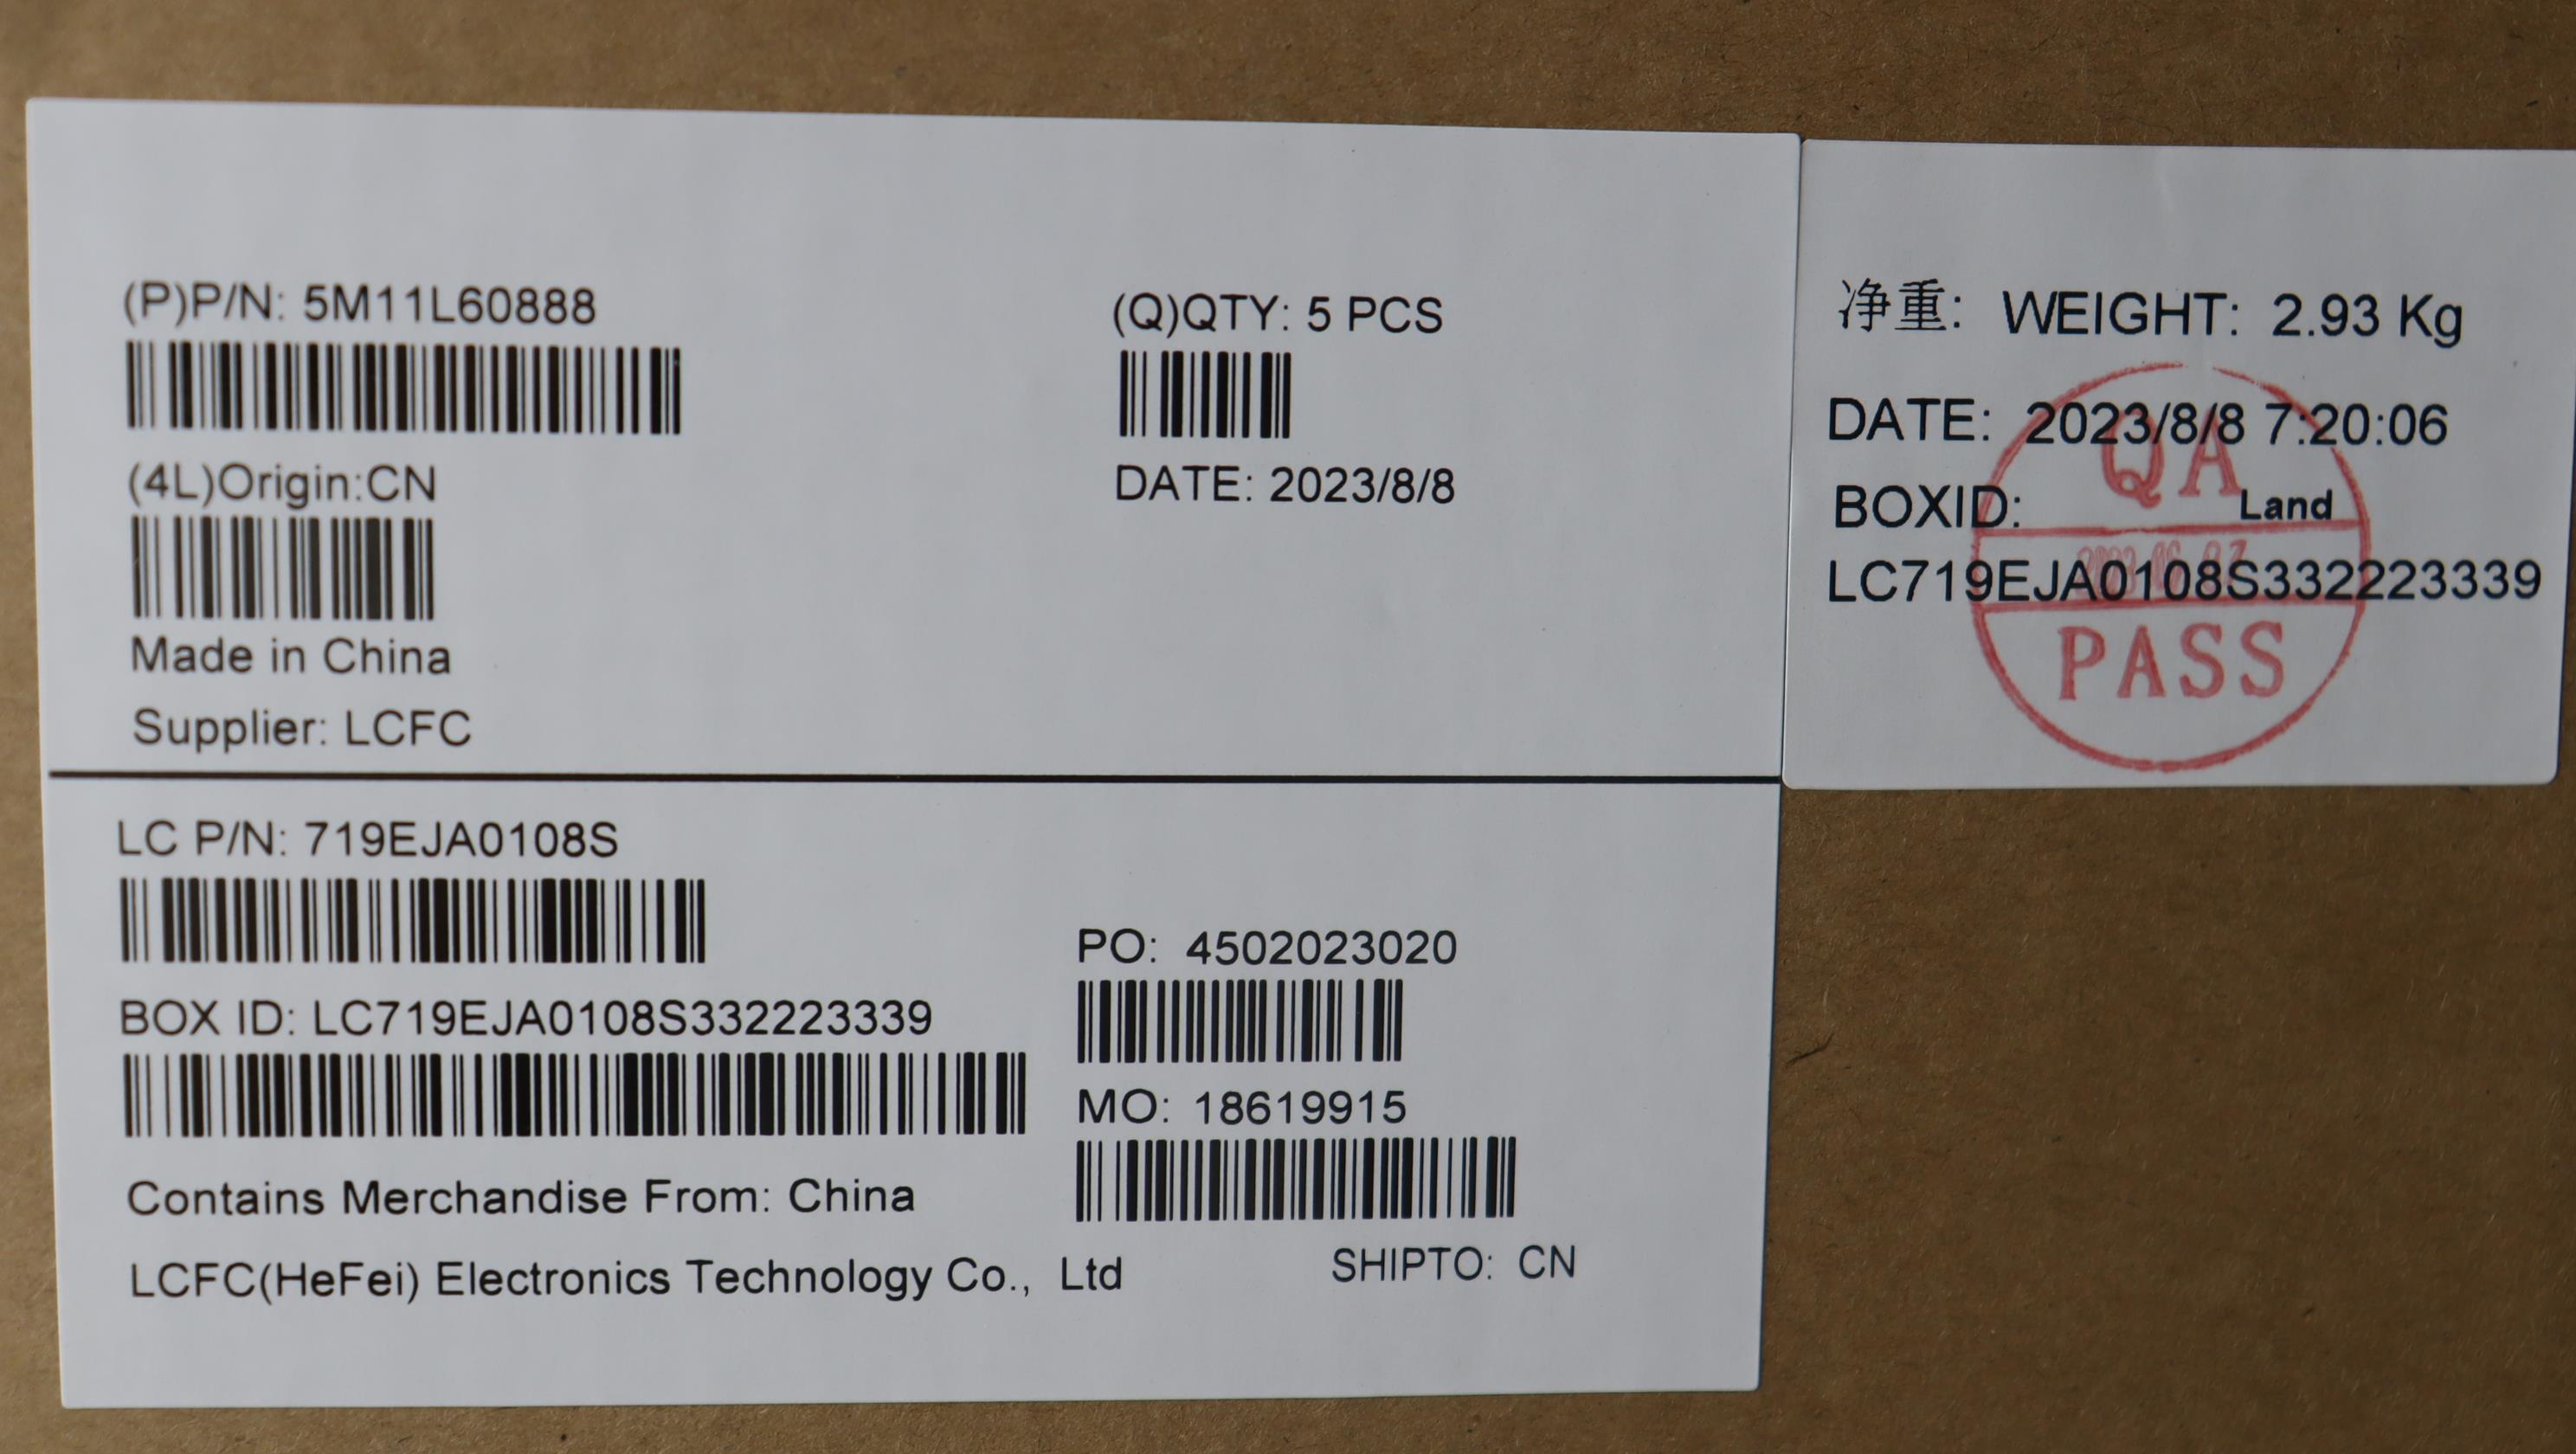 (P)P/N: 5M11L60888
(Q)QTY: 5 PCS
(4L)Origin:CN
DATE: 2023/8/8
Made in China
Supplier: LCFC
LC P/N: 719EJA0108S
PO: 4502023020
BOX ID: LC719EJA0108S332223339
MO: 18619915
Contains Merchandise From: China
LCFC(HeFei) Electronics Technology Co., Ltd
SHIPTO: CN
净重: WEIGHT: 2.93 Kg
DATE: 2023/8/8 7:20:06
QA
BOXID: Land
LC719EJA0108S332223339
PASS